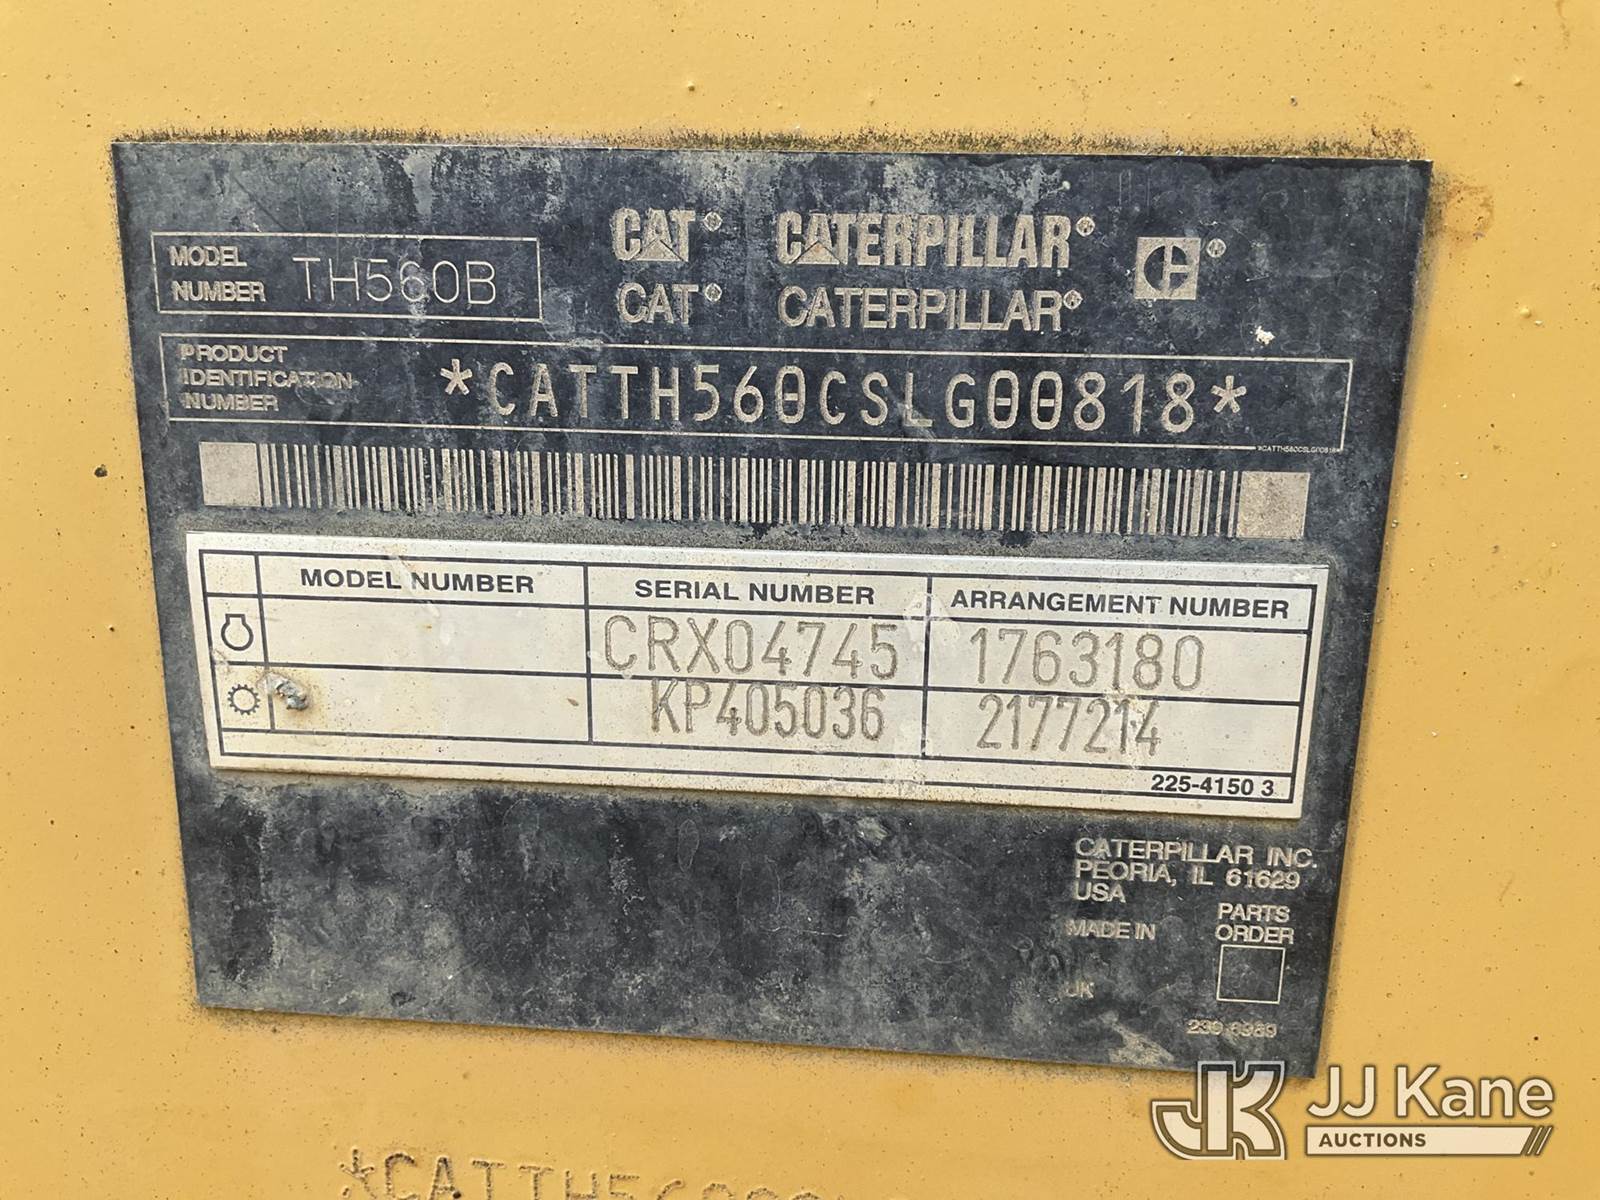 CAT® CATERPILLAR®
CAT® CATERPILLAR®
MODEL NUMBER TH560B
PRODUCT IDENTIFICATION NUMBER *CATTH560CSLG00818*
MODEL NUMBER SERIAL NUMBER ARRANGEMENT NUMBER
CRX04745 1763180
KP405036 2177214
225-4150 3
CATERPILLAR INC.
PEORIA, IL 61629
USA
MADE IN
UK
PARTS
ORDER
JK JJ Kane
AUCTIONS
*CATTH560